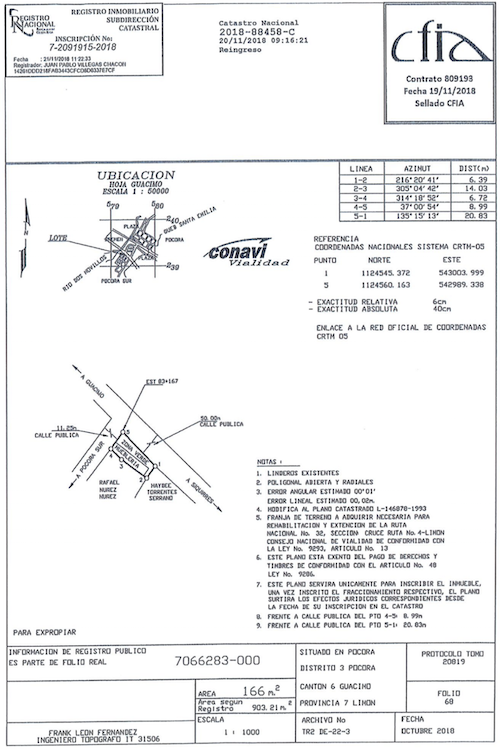 REGISTRO
NACIONAL
REGISTRO INMOBILIARIO
SUBDIRECCIÓN
CATASTRAL
INSCRIPCIÓN No:
7-2091915-2018
Fecha : 21/11/2018 11:22:33
Registrador: JUAN PABLO VILLEGAS CHACON
Catastro Nacional
2018-88458-C
20/11/2018 09:16:21
Reingreso
cfia
Contrato 809193
Fecha 19/11/2018
Sellado CFIA
UBICACION
HOJA GUACIMO
ESCALA 1 : 50000
570
560
240
239
PLAZA
QUEB SANTA EMILIA
LOTE
POCORA
PLAZA
RIO DOS NOVILLOS
POCORA SUR
conavi
Vialidad
LINEA AZIMUT DIST(m)
1-2 216°20'41" 6.39
2-3 305°04'42" 14.03
3-4 314°18'52" 6.72
4-5 37°00'54" 8.99
5-1 135°15'13" 20.83
REFERENCIA
COORDENADAS NACIONALES SISTEMA CRTM-05
PUNTO NORTE ESTE
1 1124545.372 543003.999
5 1124560.163 542989.338
- EXACTITUD RELATIVA 6cm
- EXACTITUD ABSOLUTA 40cm
ENLACE A LA RED OFICIAL DE COORDENADAS
CRTM 05
A GUACIMO
EST 83+167
11.25m
CALLE PUBLICA
50.00m
CALLE PUBLICA
5
ZONA VERDE
MUEBLERIA
4
3
2
1
A POCORA SUR
RAFAEL
NUÑEZ
NUÑEZ
HAYBEE
TORRENTES
SERRANO
A SIQUIRRES
NOTAS :
1. LINDEROS EXISTENTES
2. POLIGONAL ABIERTA Y RADIALES
3. ERROR ANGULAR ESTIMADO 00°01'
ERROR LINEAL ESTIMADO 00,02m.
4. MODIFICA AL PLANO CATASTRADO L-146870-1993
5. FRANJA DE TERRENO A ADQUIRIR NECESARIA PARA
REHABILITACION Y EXTENCION DE LA RUTA
NACIONAL No. 32, SECCION: CRUCE RUTA No. 4-LIMON
CONSEJO NACIONAL DE VIALIDAD DE CONFORMIDAD CON
LA LEY No. 9293, ARTICULO No. 13
6. ESTE PLANO ESTA EXENTO DEL PAGO DE DERECHOS Y
TIMBRES DE CONFORMIDAD CON EL ARTICULO No. 48
LEY No. 9286.
7. ESTE PLANO SERVIRA UNICAMENTE PARA INSCRIBIR EL INMUEBLE,
UNA VEZ INSCRITO EL FRACCIONAMIENTO RESPECTIVO, EL PLANO
SURTIRA LOS EFECTOS JURIDICOS CORRESPONDIENTES DESDE
LA FECHA DE SU INSCRIPCION EN EL CATASTRO
8. FRENTE A CALLE PUBLICA DEL PTO 4-5: 8.99m
9. FRENTE A CALLE PUBLICA DEL PTO 5-1: 20.83m
PARA EXPROPIAR
INFORMACION DE REGISTRO PUBLICO
ES PARTE DE FOLIO REAL
7066283-000
AREA 166 m.2
Area segun
Registro 903.21 m.2
ESCALA
1 : 1000
FRANK LEON FERNANDEZ
INGENIERO TOPOGRAFO IT 31506
SITUADO EN POCORA
DISTRITO 3 POCORA
CANTON 6 GUACIMO
PROVINCIA 7 LIMON
ARCHIVO No
TR2 DE-22-3
PROTOCOLO TOMO
20819
FOLIO
68
FECHA
OCTUBRE 2018